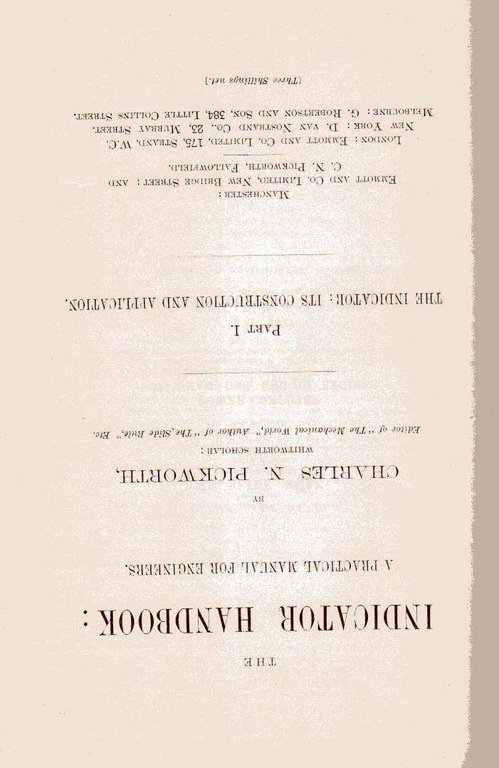 THE
INDICATOR HANDBOOK:
A PRACTICAL MANUAL FOR ENGINEERS.
BY
CHARLES N. PICKWORTH,
WHITWORTH SCHOLAR;
Editor of "The Mechanical World," Author of "The Slide Rule," Etc.
PART I.
THE INDICATOR: ITS CONSTRUCTION AND APPLICATION.
MANCHESTER:
EMMOTT AND CO. LIMITED, NEW BRIDGE STREET; AND
C. N. PICKWORTH, FALLOWFIELD.
LONDON: EMMOTT AND CO. LIMITED, 175, STRAND, W.C.
NEW YORK: D. VAN NOSTRAND CO., 23, MURRAY STREET.
MELBOURNE: G. ROBERTSON AND SON, 384, LITTLE COLLINS STREET.
[Three Shillings net.]